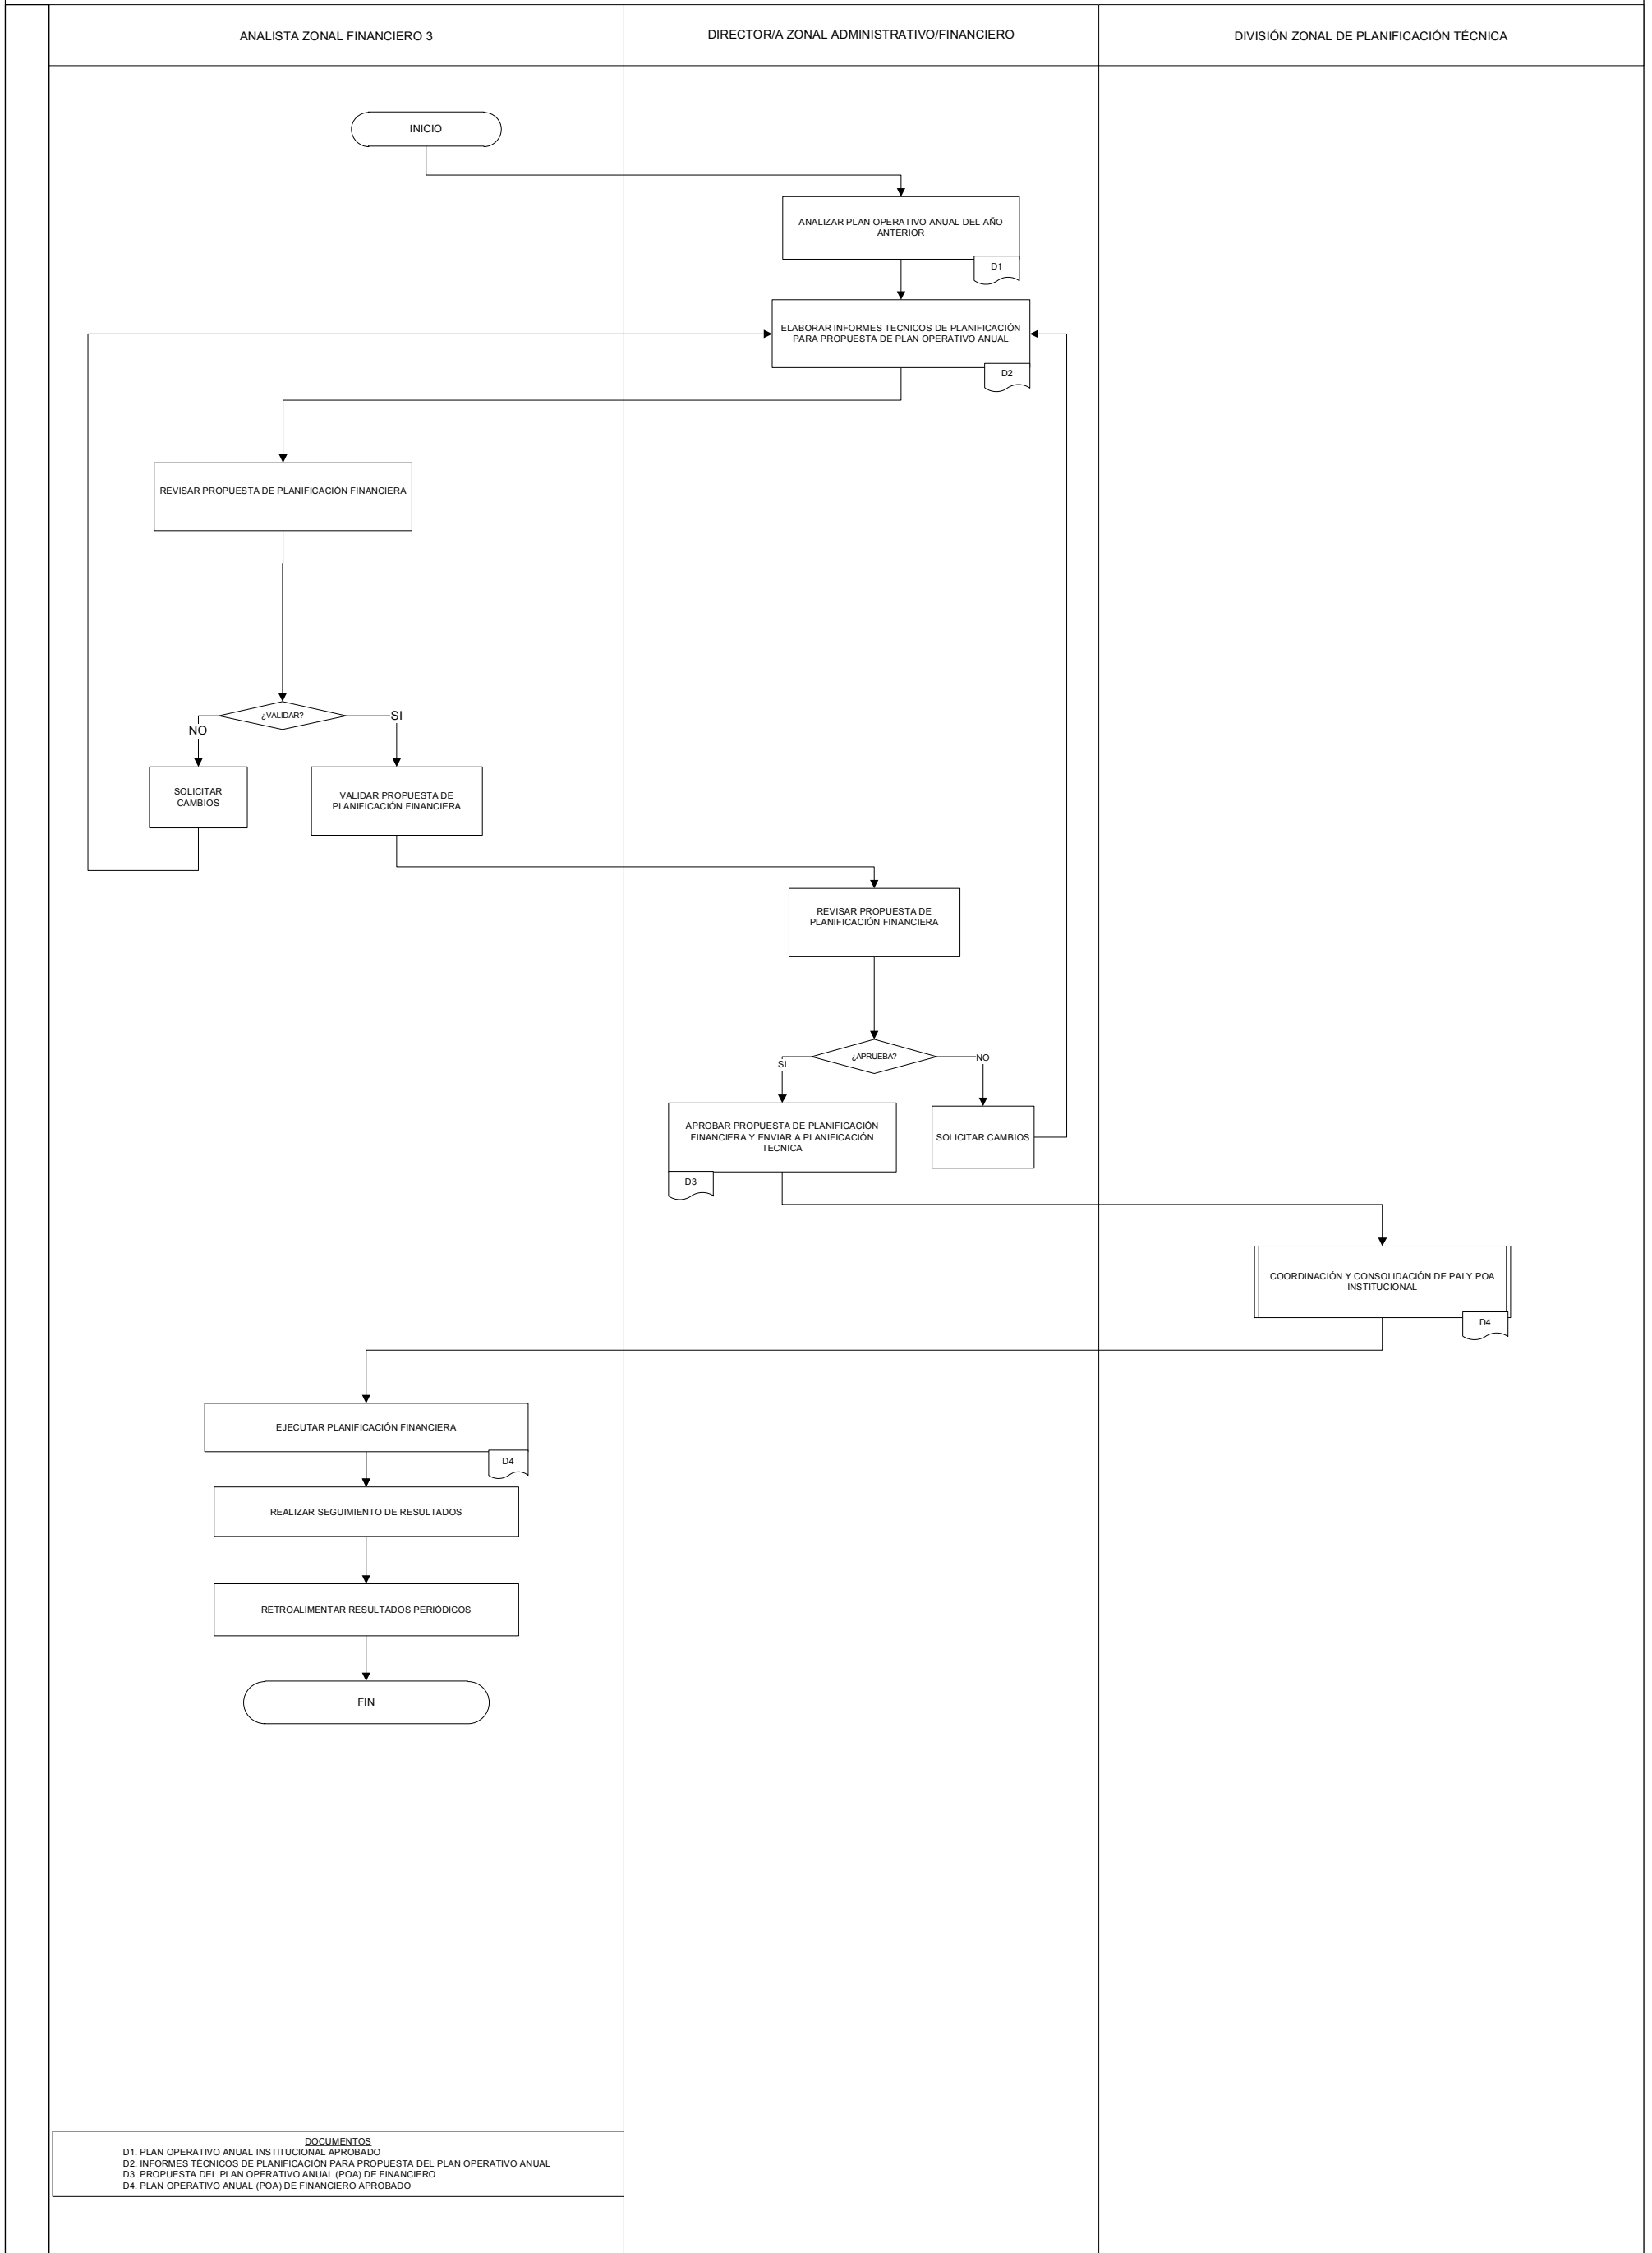 ANALISTA ZONAL FINANCIERO 3
DIRECTOR/A ZONAL ADMINISTRATIVO/FINANCIERO
DIVISIÓN ZONAL DE PLANIFICACIÓN TÉCNICA
INICIO
ANALIZAR PLAN OPERATIVO ANUAL DEL AÑO
ANTERIOR
D1
ELABORAR INFORMES TECNICOS DE PLANIFICACIÓN
PARA PROPUESTA DE PLAN OPERATIVO ANUAL
D2
REVISAR PROPUESTA DE PLANIFICACIÓN FINANCIERA
¿VALIDAR?
NO
SI
SOLICITAR
CAMBIOS
VALIDAR PROPUESTA DE
PLANIFICACIÓN FINANCIERA
REVISAR PROPUESTA DE
PLANIFICACIÓN FINANCIERA
¿APRUEBA?
SI
NO
APROBAR PROPUESTA DE PLANIFICACIÓN
FINANCIERA Y ENVIAR A PLANIFICACIÓN
TECNICA
D3
SOLICITAR CAMBIOS
COORDINACIÓN Y CONSOLIDACIÓN DE PAI Y POA
INSTITUCIONAL
D4
EJECUTAR PLANIFICACIÓN FINANCIERA
D4
REALIZAR SEGUIMIENTO DE RESULTADOS
RETROALIMENTAR RESULTADOS PERIÓDICOS
FIN
DOCUMENTOS
D1. PLAN OPERATIVO ANUAL INSTITUCIONAL APROBADO
D2. INFORMES TÉCNICOS DE PLANIFICACIÓN PARA PROPUESTA DEL PLAN OPERATIVO ANUAL
D3. PROPUESTA DEL PLAN OPERATIVO ANUAL (POA) DE FINANCIERO
D4. PLAN OPERATIVO ANUAL (POA) DE FINANCIERO APROBADO